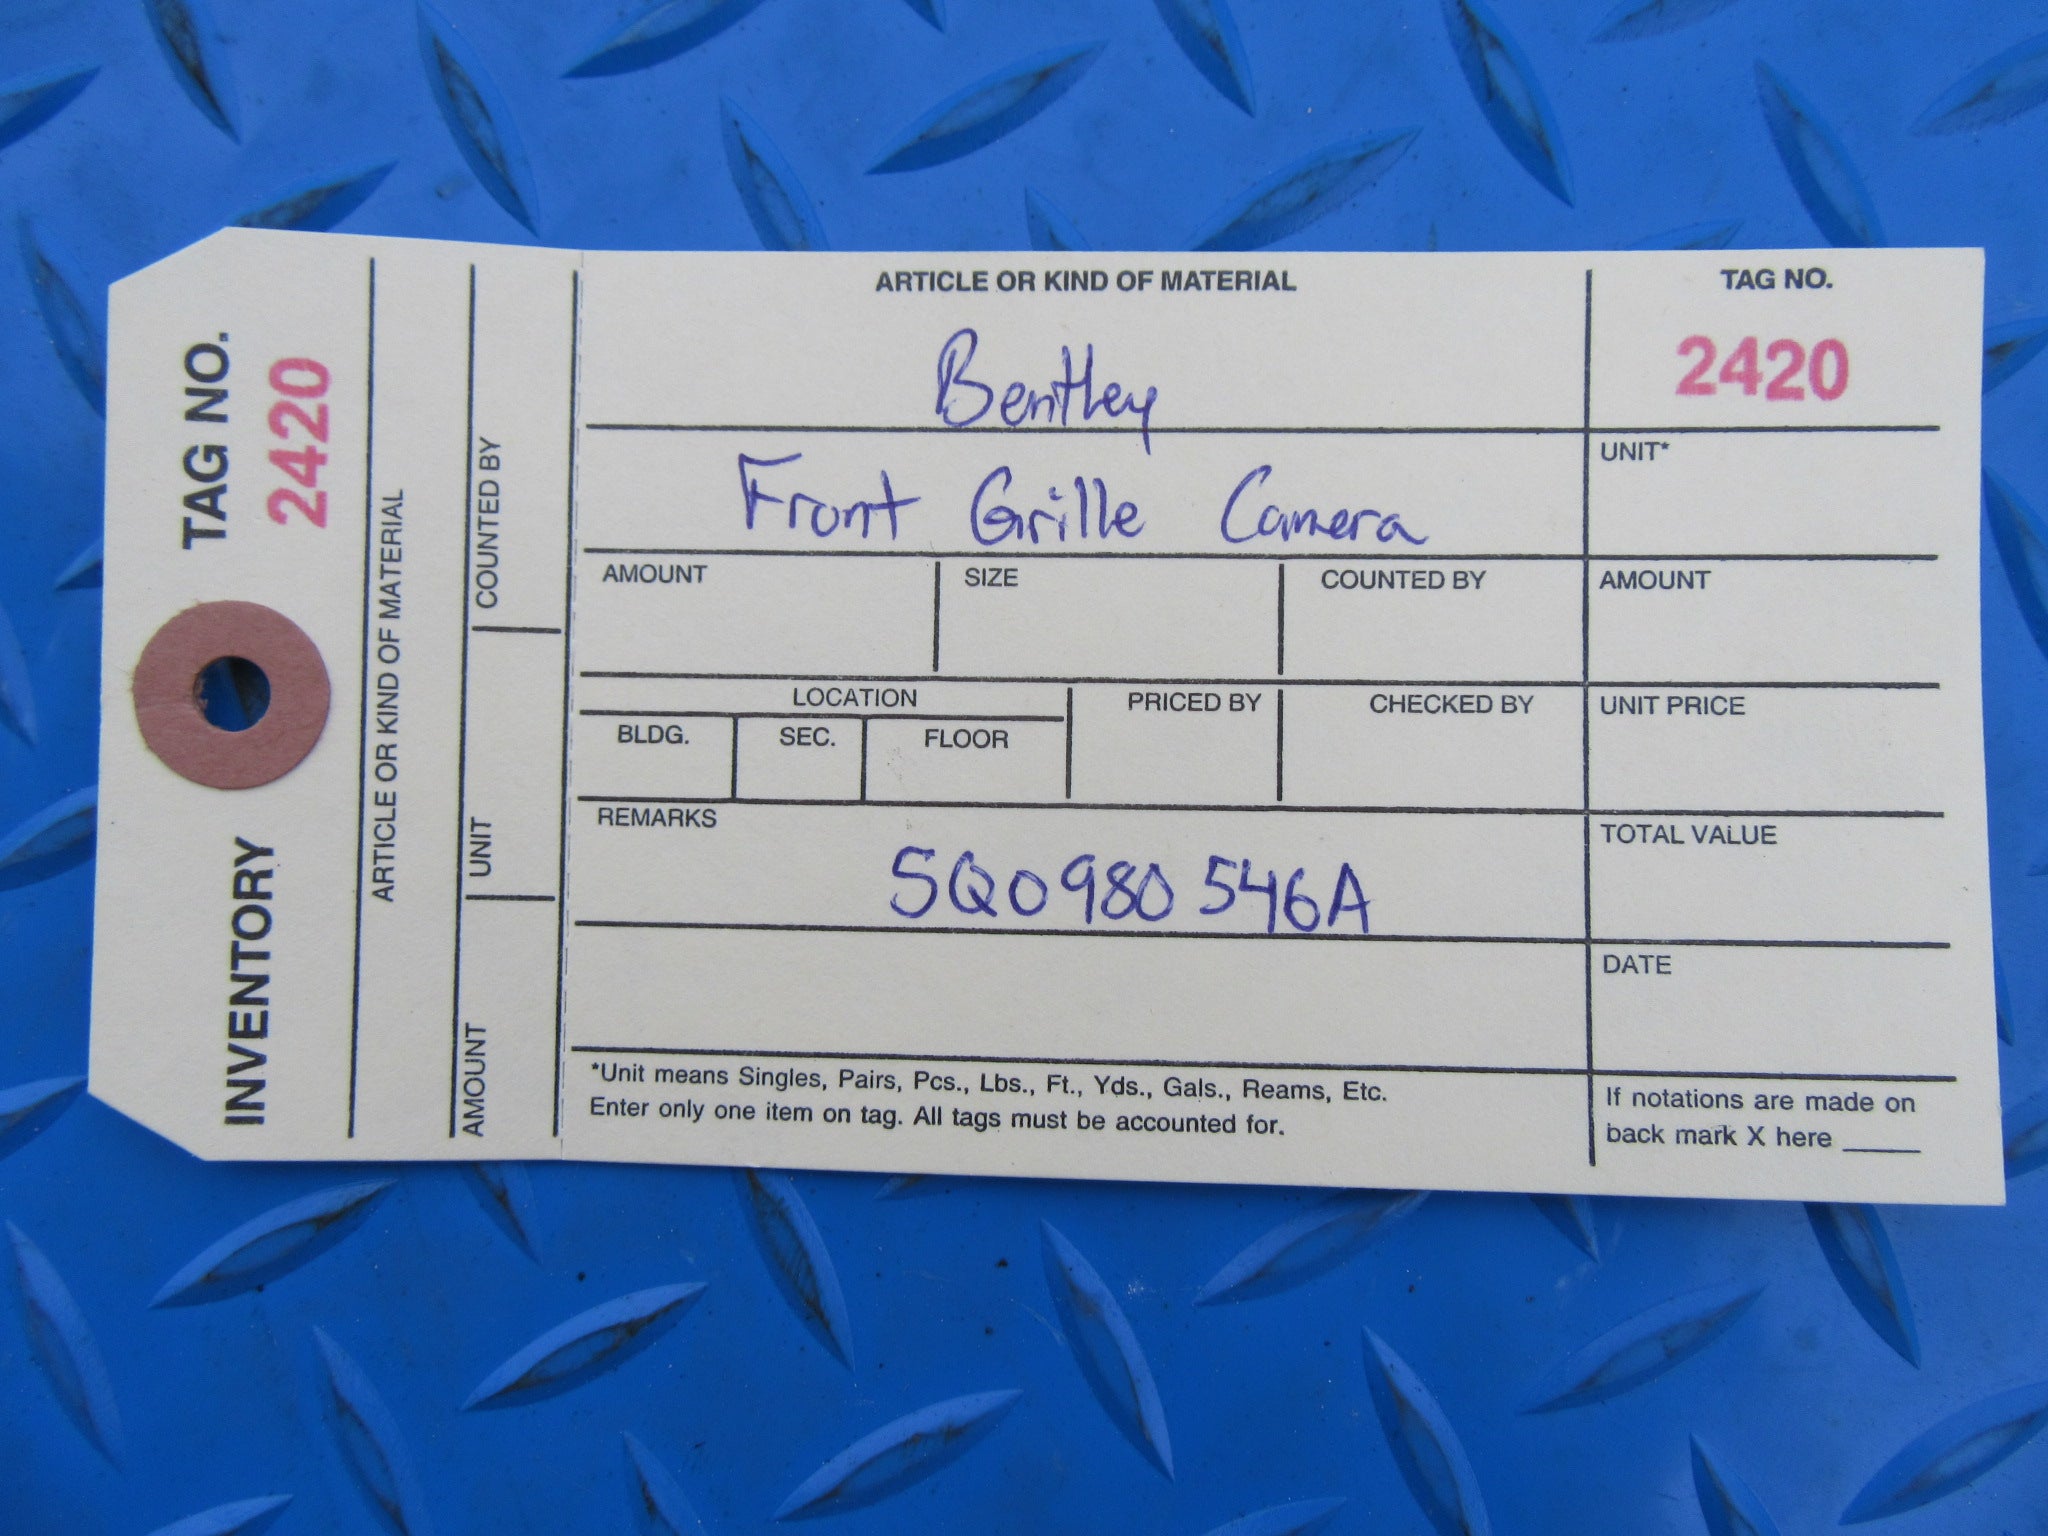 INVENTORY TAG NO.
2420
ARTICLE OR KIND OF MATERIAL
AMOUNT UNIT COUNTED BY
ARTICLE OR KIND OF MATERIAL
Bentley
Front Grille Camera
TAG NO.
2420
UNIT*
AMOUNT SIZE COUNTED BY AMOUNT
LOCATION PRICED BY CHECKED BY UNIT PRICE
BLDG. SEC. FLOOR
REMARKS
5Q0980546A
TOTAL VALUE
DATE
*Unit means Singles, Pairs, Pcs., Lbs., Ft., Yds., Gals., Reams, Etc.
Enter only one item on tag. All tags must be accounted for.
If notations are made on
back mark X here